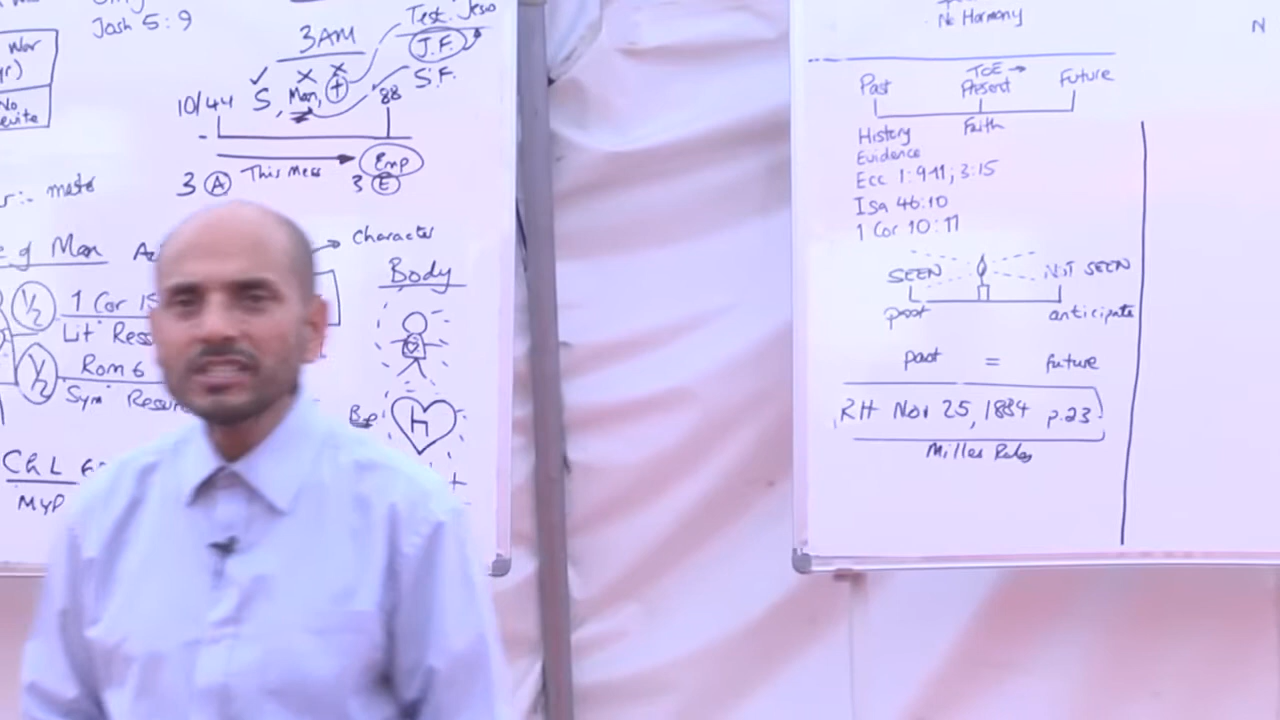 Josh 5:9
War
No
3AM
Test. Jesus
J.F.
S.F.
10/44
S, Man, +
88
This Mess
Emp
3 A
3 E
g Man
Character
Body
1/2
1 Cor 15
Lit Ress
1/2
Rom 6
Sym Resurr
H
MYP
No Harmony
N
TOE →
Past
Present
Future
Faith
History
Evidence
Ecc 1:9-11; 3:15
Isa 46:10
1 Cor 10:11
SEEN
NOT SEEN
past
anticipate
past = future
RH Nov 25, 1884 p.23
Miller Rules